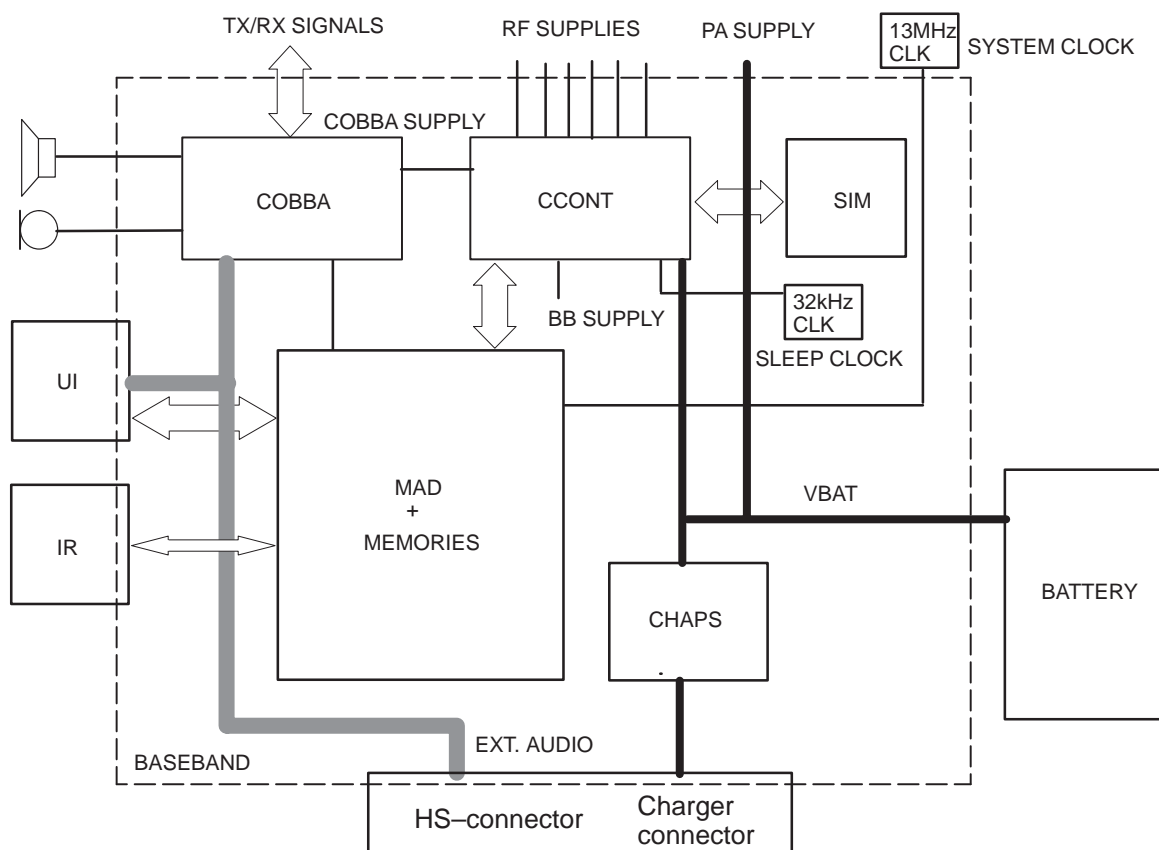 TX/RX SIGNALS
RF SUPPLIES
PA SUPPLY
13MHz
CLK
SYSTEM CLOCK
COBBA SUPPLY
COBBA
CCONT
SIM
BB SUPPLY
32kHz
CLK
SLEEP CLOCK
UI
IR
MAD
+
MEMORIES
VBAT
BATTERY
CHAPS
EXT. AUDIO
BASEBAND
HS–connector
Charger
connector